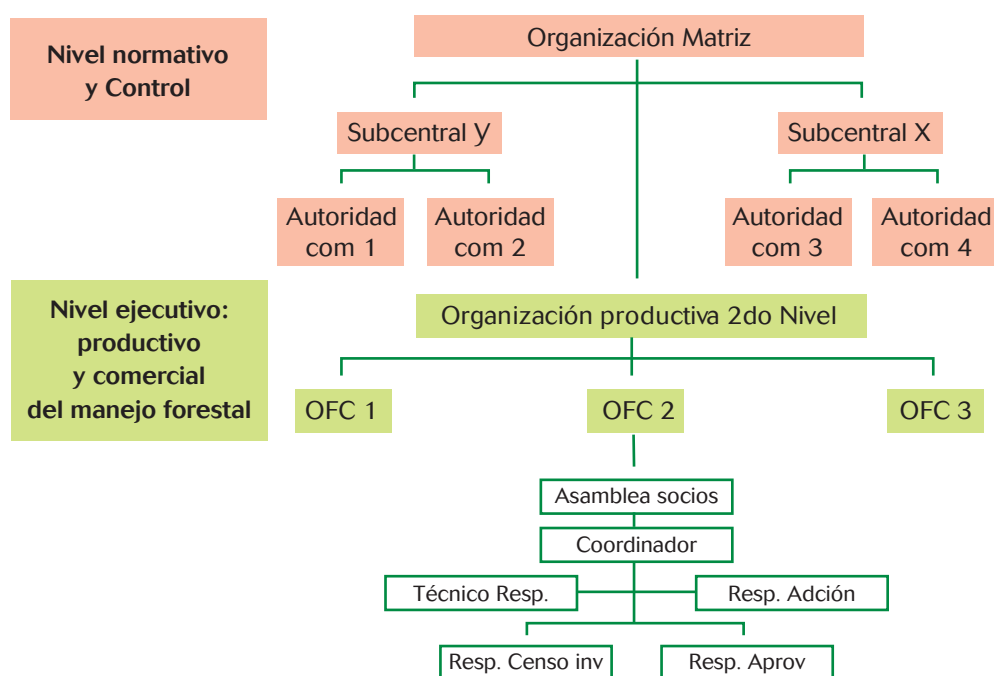 Nivel normativo
y Control
Organización Matriz
Subcentral Y
Subcentral X
Autoridad
com 1
Autoridad
com 2
Autoridad
com 3
Autoridad
com 4
Nivel ejecutivo:
productivo
y comercial
del manejo forestal
Organización productiva 2do Nivel
OFC 1
OFC 2
OFC 3
Asamblea socios
Coordinador
Técnico Resp.
Resp. Adción
Resp. Censo inv
Resp. Aprov